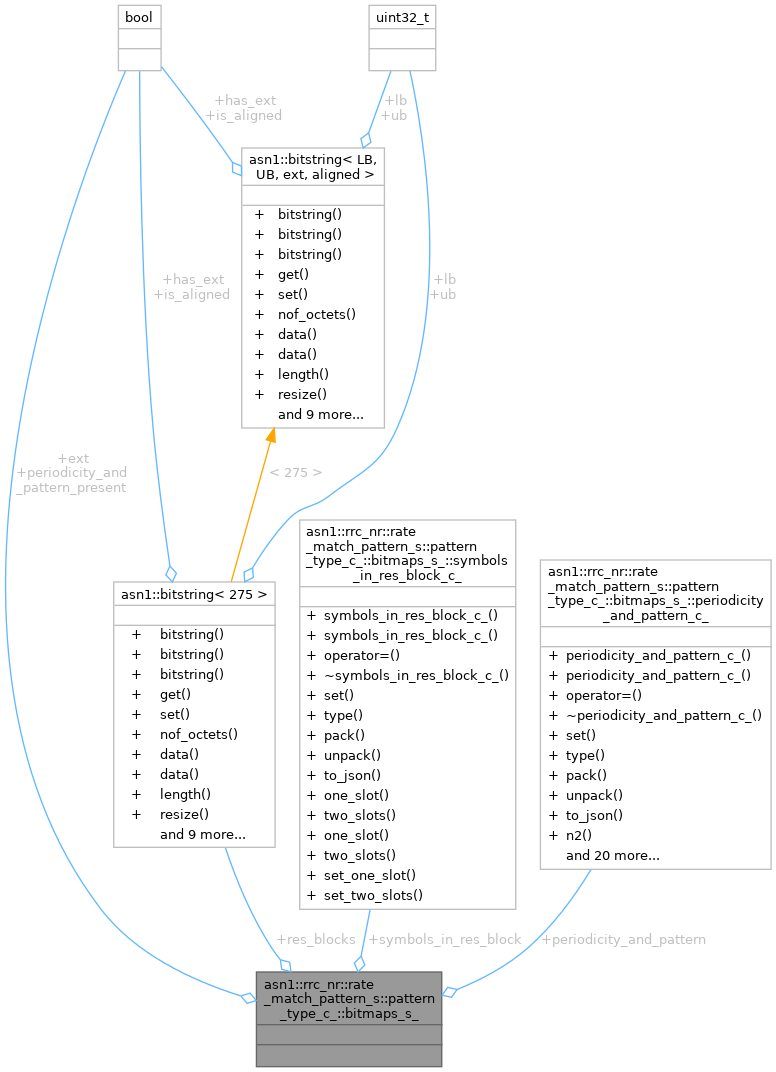 bool
uint32_t
+has_ext
+is_aligned
+lb
+ub
asn1::bitstring< LB,
UB, ext, aligned >
+ bitstring()
+ bitstring()
+ bitstring()
+ get()
+ set()
+ nof_octets()
+ data()
+ data()
+ length()
+ resize()
and 9 more...
+has_ext
+is_aligned
+lb
+ub
+ext
+periodicity_and
_pattern_present
< 275 >
asn1::bitstring< 275 >
+ bitstring()
+ bitstring()
+ bitstring()
+ get()
+ set()
+ nof_octets()
+ data()
+ data()
+ length()
+ resize()
and 9 more...
asn1::rrc_nr::rate
_match_pattern_s::pattern
_type_c_::bitmaps_s_::symbols
_in_res_block_c_
+ symbols_in_res_block_c_()
+ symbols_in_res_block_c_()
+ operator=()
+ ~symbols_in_res_block_c_()
+ set()
+ type()
+ pack()
+ unpack()
+ to_json()
+ one_slot()
+ two_slots()
+ one_slot()
+ two_slots()
+ set_one_slot()
+ set_two_slots()
asn1::rrc_nr::rate
_match_pattern_s::pattern
_type_c_::bitmaps_s_::periodicity
_and_pattern_c_
+ periodicity_and_pattern_c_()
+ periodicity_and_pattern_c_()
+ operator=()
+ ~periodicity_and_pattern_c_()
+ set()
+ type()
+ pack()
+ unpack()
+ to_json()
+ n2()
and 20 more...
+res_blocks
+symbols_in_res_block
+periodicity_and_pattern
asn1::rrc_nr::rate
_match_pattern_s::pattern
_type_c_::bitmaps_s_